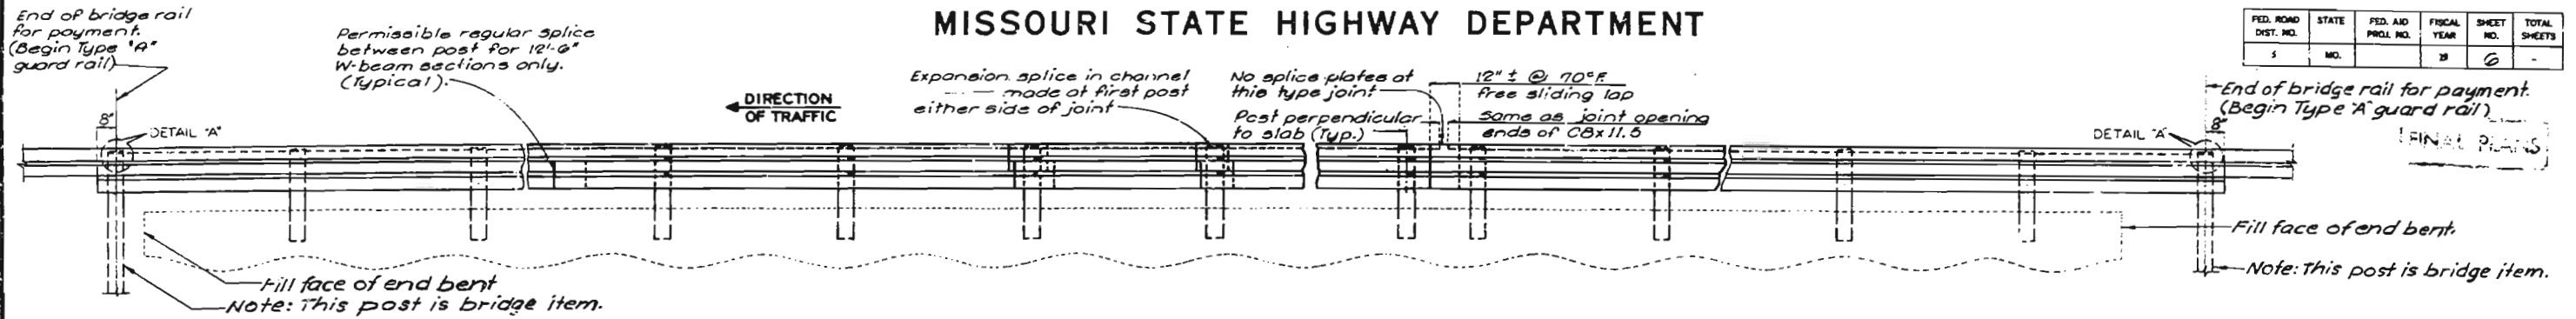 MISSOURI STATE HIGHWAY DEPARTMENT
FED. ROAD DIST. NO. STATE FED. AID PROJ. NO. FISCAL YEAR SHEET NO. TOTAL SHEETS
5 MO. 19 6 -
End of bridge rail
for payment.
(Begin Type "A"
guard rail)
Permissible regular splice
between post for 12'-6"
W-beam sections only.
(Typical)
DIRECTION
OF TRAFFIC
Expansion splice in channel
made at first post
either side of joint
No splice plates at
this type joint
Post perpendicular
to slab (Typ.)
12" ± @ 70°F.
free sliding lap
Same as joint opening
ends of C8x11.5
End of bridge rail for payment.
(Begin Type "A" guard rail)
FINAL PLANS
8"
DETAIL "A"
DETAIL "A"
8"
Fill face of end bent
Note: This post is bridge item.
Fill face of end bent.
Note: This post is bridge item.